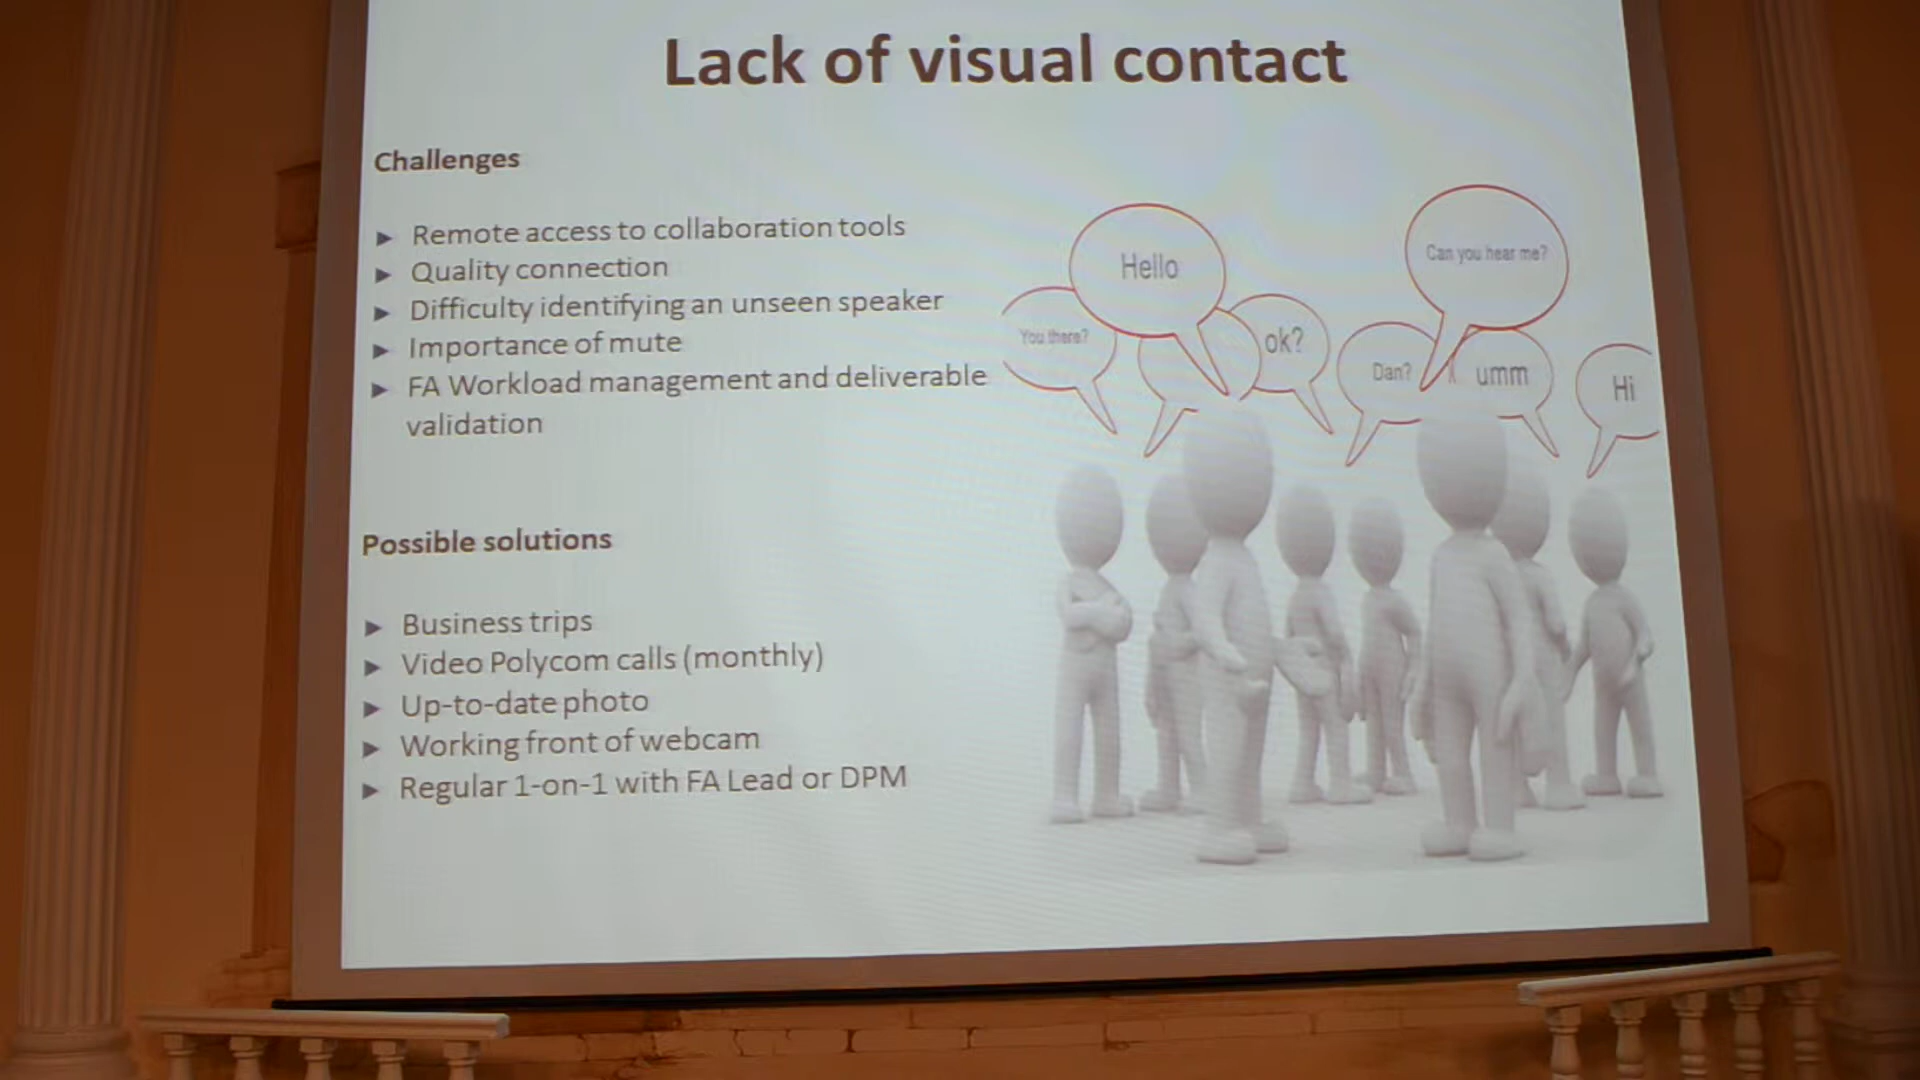 Lack of visual contact
Challenges
Remote access to collaboration tools
Quality connection
Difficulty identifying an unseen speaker
Importance of mute
FA Workload management and deliverable
validation
Possible solutions
Business trips
Video Polycom calls (monthly)
Up-to-date photo
Working front of webcam
Regular 1-on-1 with FA Lead or DPM
Hello
Can you hear me?
You there?
ok?
Dan?
umm
Hi